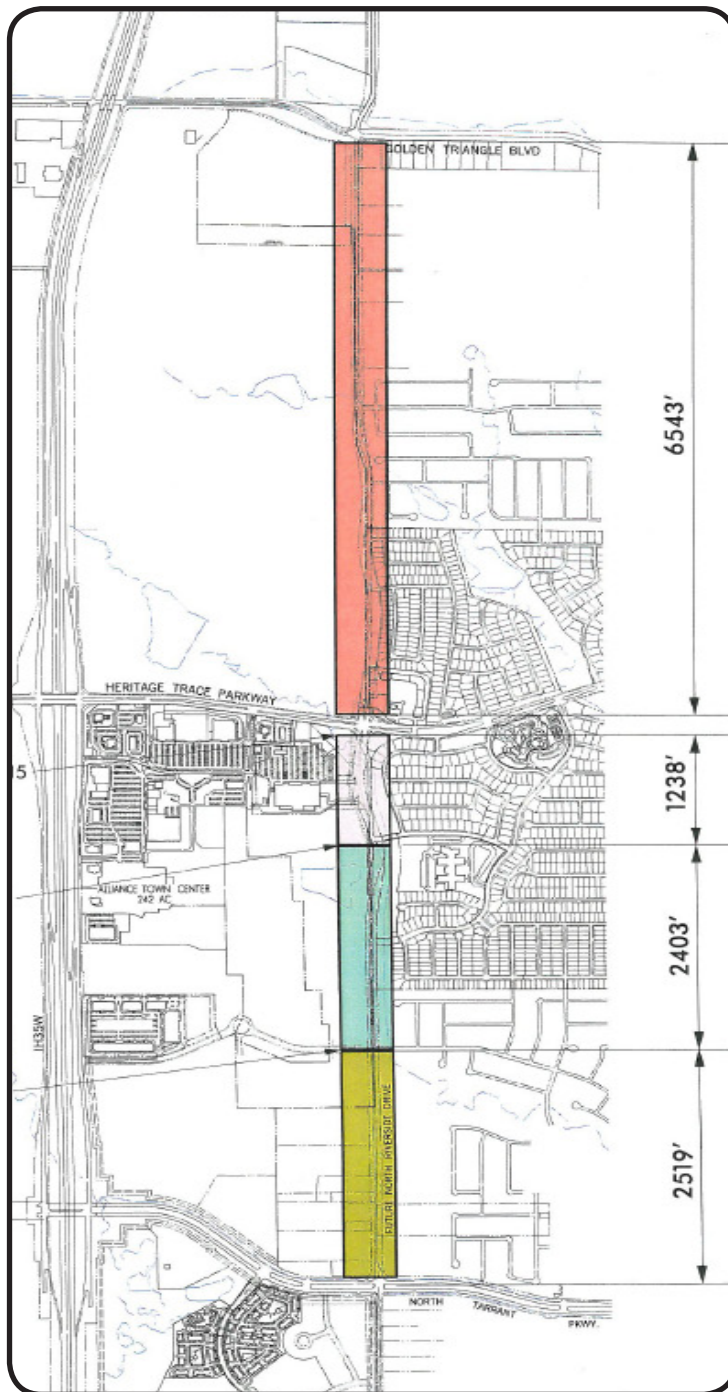 GOLDEN TRIANGLE BLVD
6543'
HERITAGE TRACE PARKWAY
15
1238'
ALLIANCE TOWN CENTER
242 AC
2403'
IH35W
FUTURE NORTH RIVERSIDE DRIVE
2519'
NORTH TARRANT PKWY.